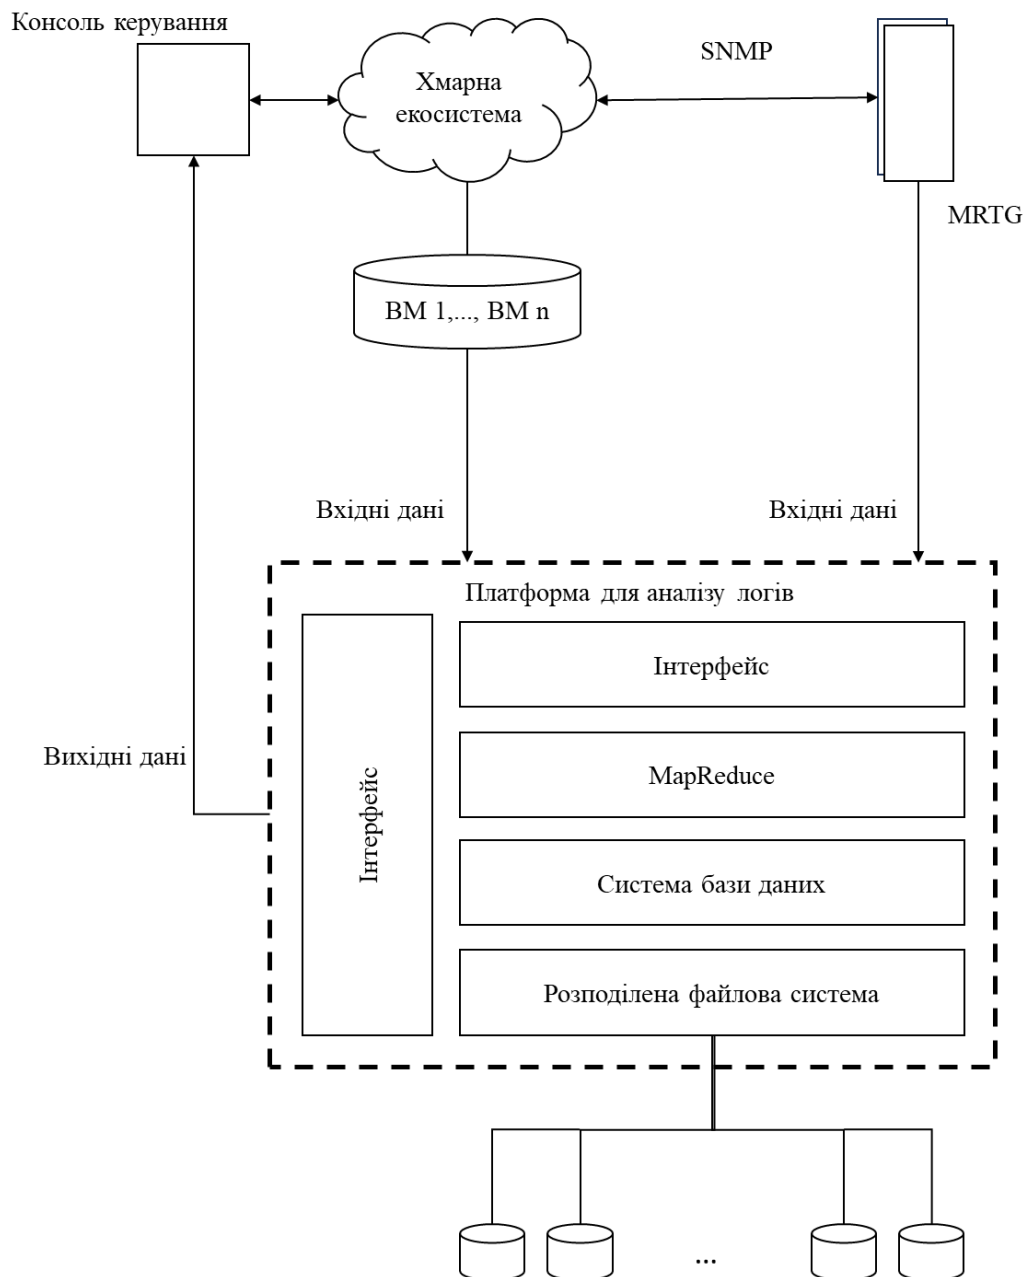 Консоль керування
Хмарна
екосистема
SNMP
MRTG
ВМ 1,..., ВМ n
Вхідні дані
Вхідні дані
Платформа для аналізу логів
Інтерфейс
MapReduce
Вихідні дані
Інтерфейс
Система бази даних
Розподілена файлова система
...